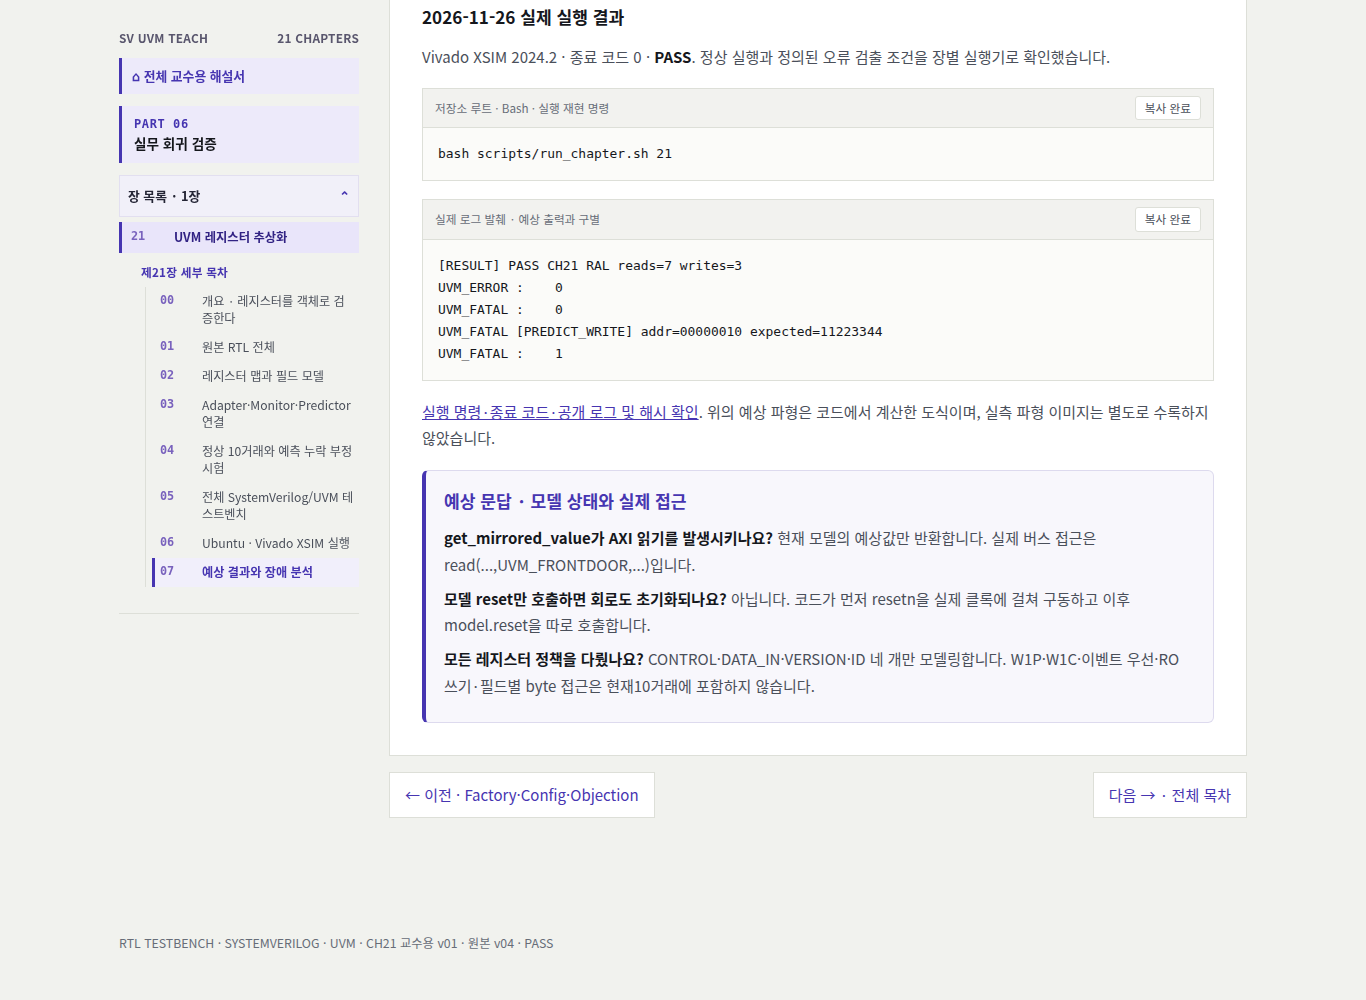 SV UVM TEACH
21 CHAPTERS
⌂ 전체 교수용 해설서
PART 06
실무 회귀 검증
장 목록 · 1장
21 UVM 레지스터 추상화
제21장 세부 목차
00 개요 · 레지스터를 객체로 검
증한다
01 원본 RTL 전체
02 레지스터 맵과 필드 모델
03 Adapter·Monitor·Predictor
연결
04 정상 10거래와 예측 누락 부정
시험
05 전체 SystemVerilog/UVM 테
스트벤치
06 Ubuntu · Vivado XSIM 실행
07 예상 결과와 장애 분석
2026-11-26 실제 실행 결과
Vivado XSIM 2024.2 · 종료 코드 0 · PASS. 정상 실행과 정의된 오류 검출 조건을 장별 실행기로 확인했습니다.
저장소 루트 · Bash · 실행 재현 명령
복사 완료
bash scripts/run_chapter.sh 21
실제 로그 발췌 · 예상 출력과 구별
복사 완료
[RESULT] PASS CH21 RAL reads=7 writes=3
UVM_ERROR :    0
UVM_FATAL :    0
UVM_FATAL [PREDICT_WRITE] addr=00000010 expected=11223344
UVM_FATAL :    1
실행 명령·종료 코드·공개 로그 및 해시 확인. 위의 예상 파형은 코드에서 계산한 도식이며, 실측 파형 이미지는 별도로 수록하지
않았습니다.
예상 문답 · 모델 상태와 실제 접근
get_mirrored_value가 AXI 읽기를 발생시키나요? 현재 모델의 예상값만 반환합니다. 실제 버스 접근은
read(...,UVM_FRONTDOOR,...)입니다.
모델 reset만 호출하면 회로도 초기화되나요? 아닙니다. 코드가 먼저 resetn을 실제 클록에 걸쳐 구동하고 이후
model.reset을 따로 호출합니다.
모든 레지스터 정책을 다뤘나요? CONTROL·DATA_IN·VERSION·ID 네 개만 모델링합니다. W1P·W1C·이벤트 우선·RO
쓰기·필드별 byte 접근은 현재10거래에 포함하지 않습니다.
← 이전 · Factory·Config·Objection
다음 → · 전체 목차
RTL TESTBENCH · SYSTEMVERILOG · UVM · CH21 교수용 v01 · 원본 v04 · PASS